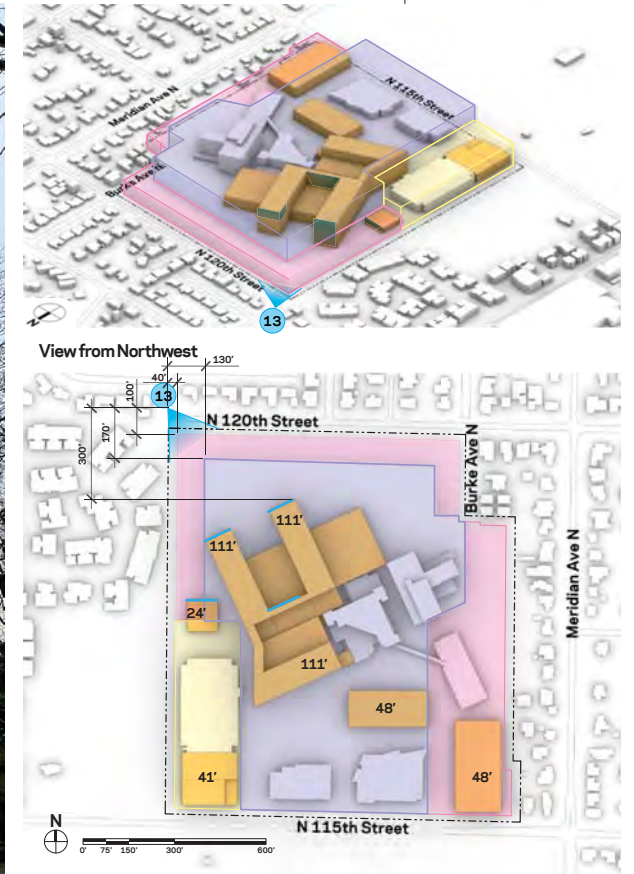 Meridian Ave N
N 115th Street
Burke Ave N
N 120th Street
N
13
View from Northwest
130'
40'
13
100'
170'
300'
N 120th Street
Burke Ave N
Meridian Ave N
111'
111'
24'
111'
48'
41'
48'
N
N 115th Street
0' 75' 150' 300' 600'